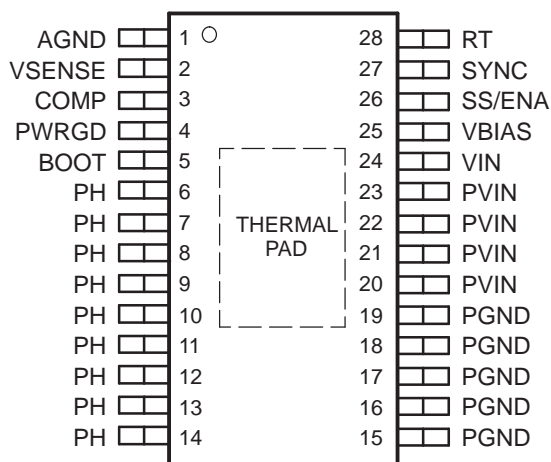 AGND 1 28 RT
VSENSE 2 27 SYNC
COMP 3 26 SS/ENA
PWRGD 4 25 VBIAS
BOOT 5 24 VIN
PH 6 23 PVIN
PH 7 22 PVIN
PH 8 21 PVIN
PH 9 20 PVIN
PH 10 19 PGND
PH 11 18 PGND
PH 12 17 PGND
PH 13 16 PGND
PH 14 15 PGND
THERMAL
PAD